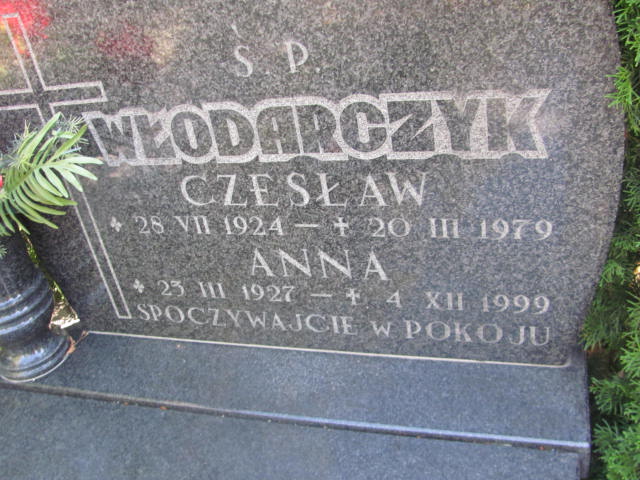 Ś. P.
WŁODARCZYK
CZESŁAW
* 28 VII 1924 — ✝ 20 III 1979
ANNA
* 23 III 1927 — ✝ 4 XII 1999
SPOCZYWAJCIE W POKOJU